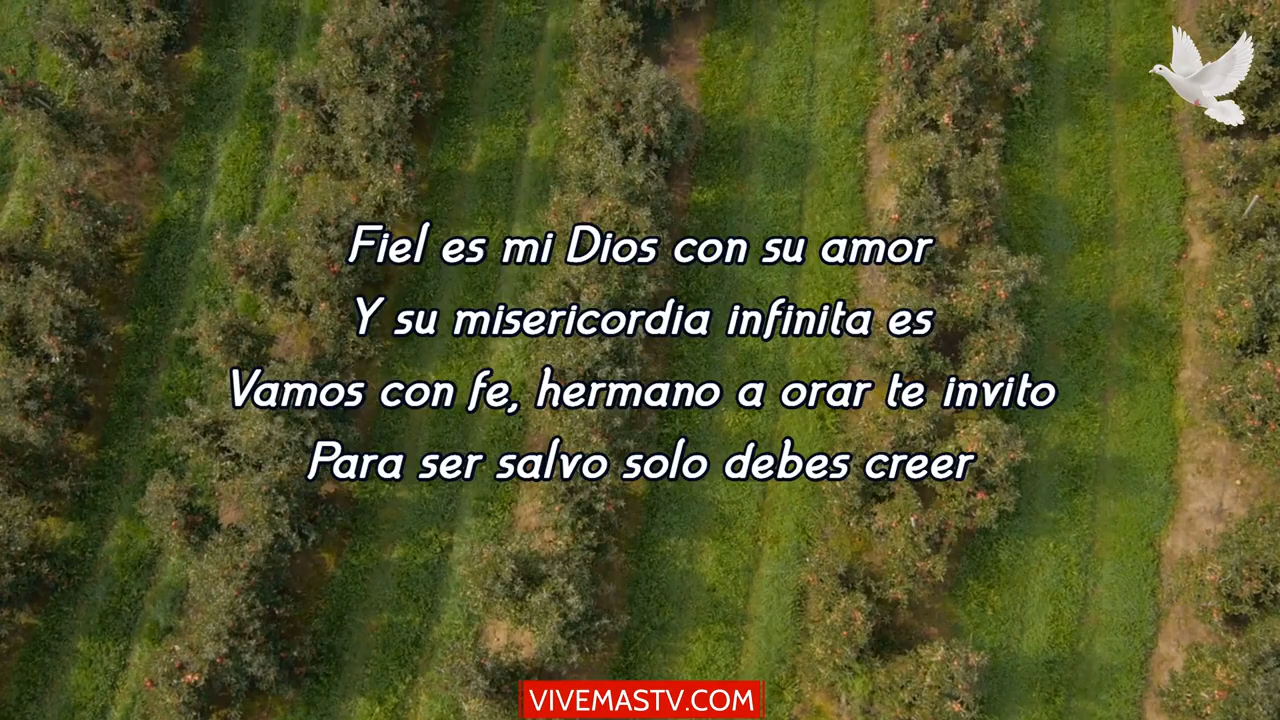 Fiel es mi Dios con su amor
Y su misericordia infinita es
Vamos con fe, hermano a orar te invito
Para ser salvo solo debes creer
VIVEMASTV.COM